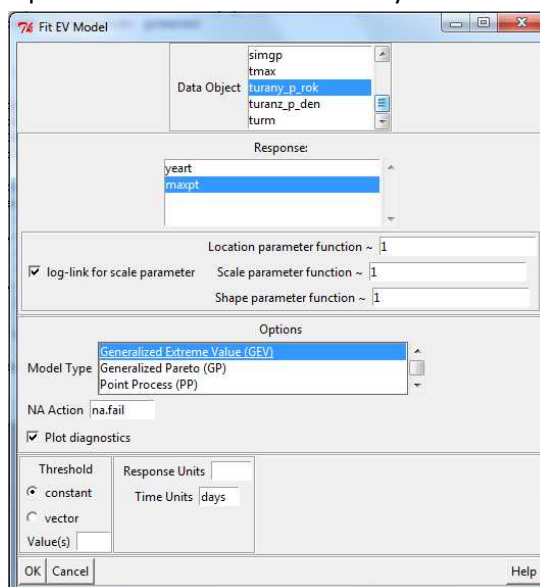 Fit EV Model
simgp
tmax
Data Object turany_p_rok
turanz_p_den
turm
Response:
yeart
maxpt
Location parameter function ~ 1
log-link for scale parameter Scale parameter function ~ 1
Shape parameter function ~ 1
Options
Generalized Extreme Value (GEV)
Model Type Generalized Pareto (GP)
Point Process (PP)
NA Action na.fail
Plot diagnostics
Threshold Response Units
constant Time Units days
vector
Value(s)
OK Cancel Help